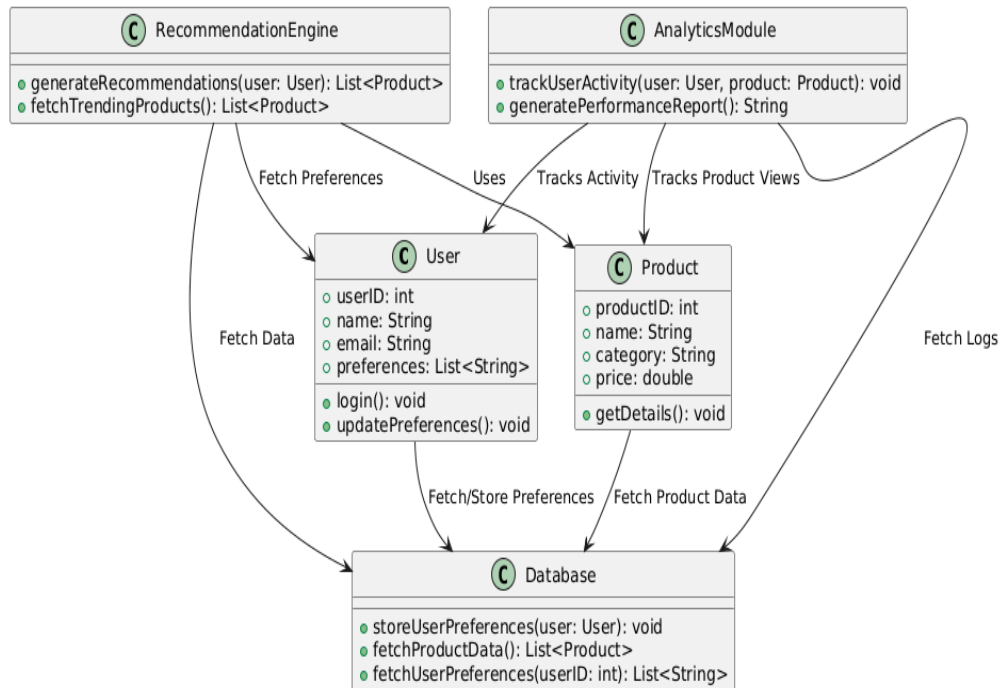 C RecommendationEngine
generateRecommendations(user: User): List<Product>
fetchTrendingProducts(): List<Product>
C AnalyticsModule
trackUserActivity(user: User, product: Product): void
generatePerformanceReport(): String
Fetch Preferences
Uses
Tracks Activity
Tracks Product Views
C User
userID: int
name: String
email: String
preferences: List<String>
login(): void
updatePreferences(): void
C Product
productID: int
name: String
category: String
price: double
getDetails(): void
Fetch Data
Fetch Logs
Fetch/Store Preferences
Fetch Product Data
C Database
storeUserPreferences(user: User): void
fetchProductData(): List<Product>
fetchUserPreferences(userID: int): List<String>